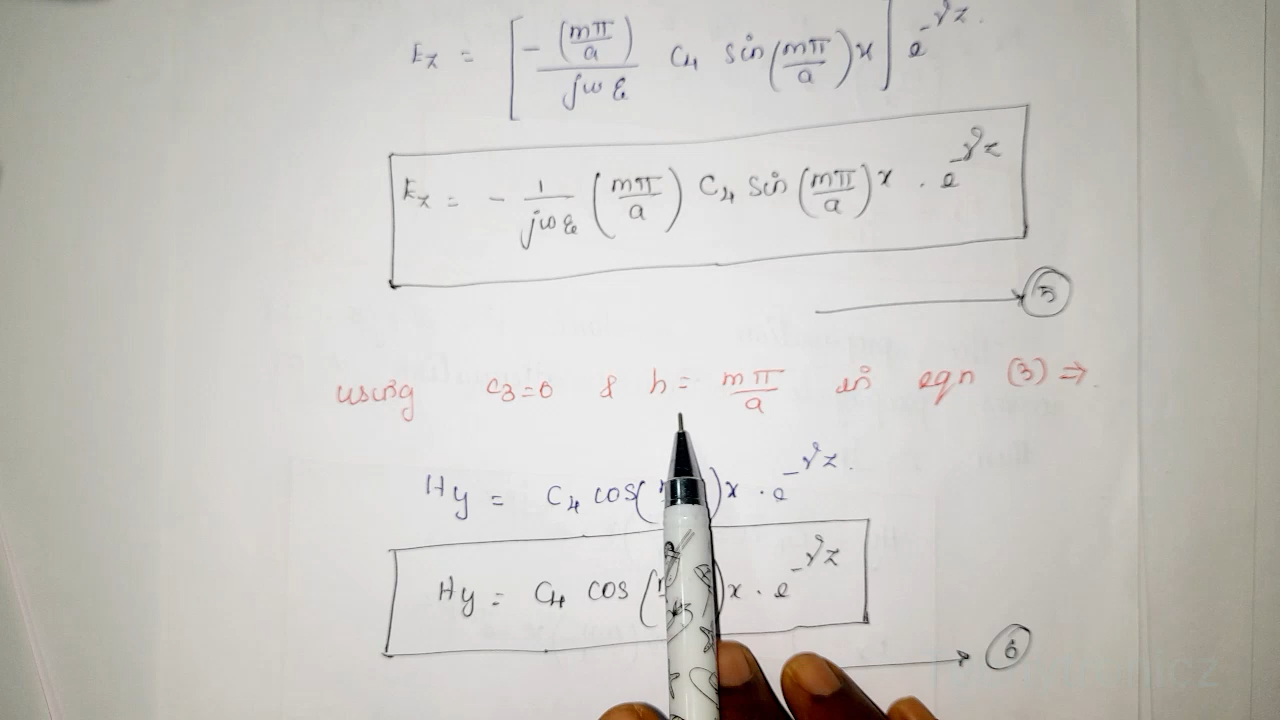 Ez = [ - (mπ/a) / jωε C4 sin(mπ/a)x ] e^-γz.
Ez = - 1/jωε (mπ/a) C4 sin(mπ/a)x . e^-γz
→ (5)
using C3=0 & h = mπ/a in eqn (3) ⇒.
Hy = C4 cos( )x . e^-γz.
Hy = C4 cos ( )x . e^-γz
→ (6)